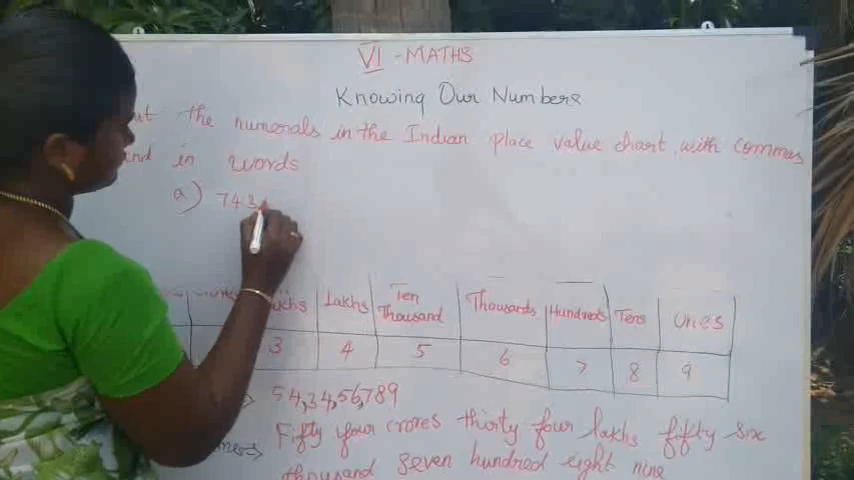 VI - MATHS
Knowing Our Numbers
the numerals in the Indian place value chart with commas
and in words
a) 743
Lakhs Ten Thousand Thousands Hundreds Tens Ones
3 4 5 6 7 8 9
54,34,56,789
Fifty four crores thirty four lakhs fifty six
thousand seven hundred eight nine